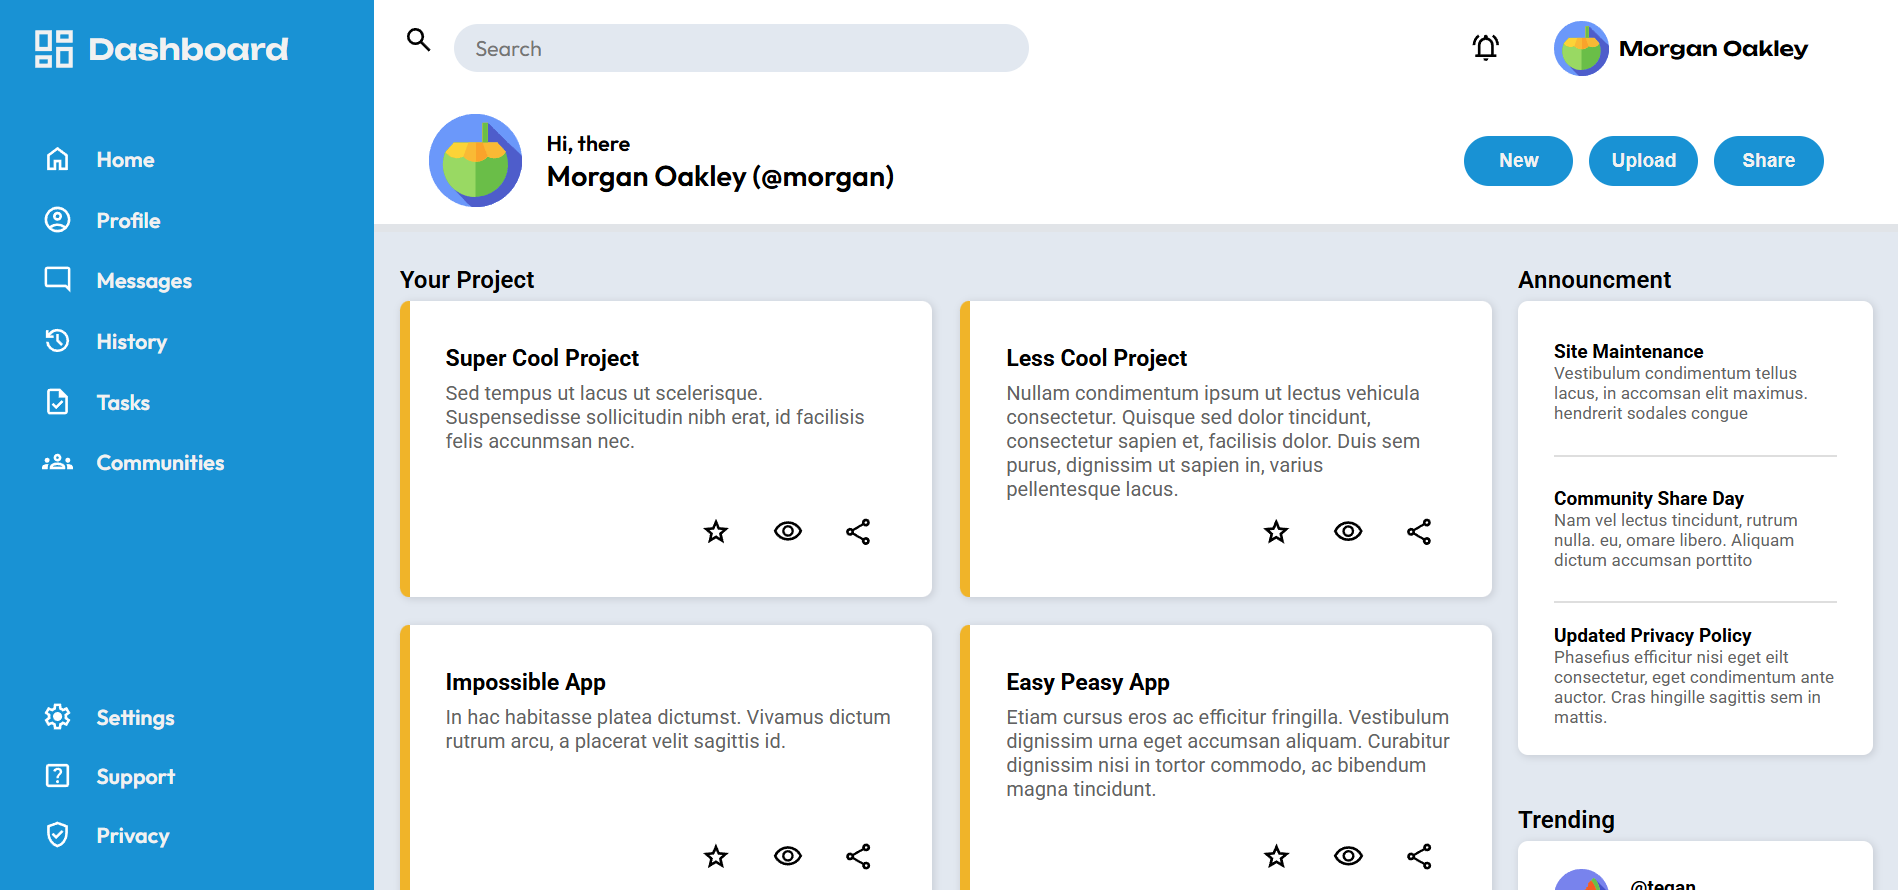 Dashboard
Home
Profile
Messages
History
Tasks
Communities
Settings
Support
Privacy
Search
Morgan Oakley
Hi, there
Morgan Oakley (@morgan)
New
Upload
Share
Your Project
Super Cool Project
Sed tempus ut lacus ut scelerisque.
Suspensedisse sollicitudin nibh erat, id facilisis
felis accunmsan nec.
Less Cool Project
Nullam condimentum ipsum ut lectus vehicula
consectetur. Quisque sed dolor tincidunt,
consectetur sapien et, facilisis dolor. Duis sem
purus, dignissim ut sapien in, varius
pellentesque lacus.
Impossible App
In hac habitasse platea dictumst. Vivamus dictum
rutrum arcu, a placerat velit sagittis id.
Easy Peasy App
Etiam cursus eros ac efficitur fringilla. Vestibulum
dignissim urna eget accumsan aliquam. Curabitur
dignissim nisi in tortor commodo, ac bibendum
magna tincidunt.
Announcment
Site Maintenance
Vestibulum condimentum tellus
lacus, in accomsan elit maximus.
hendrerit sodales congue
Community Share Day
Nam vel lectus tincidunt, rutrum
nulla. eu, omare libero. Aliquam
dictum accumsan porttito
Updated Privacy Policy
Phasefius efficitur nisi eget eilt
consectetur, eget condimentum ante
auctor. Cras hingille sagittis sem in
mattis.
Trending
@tegan